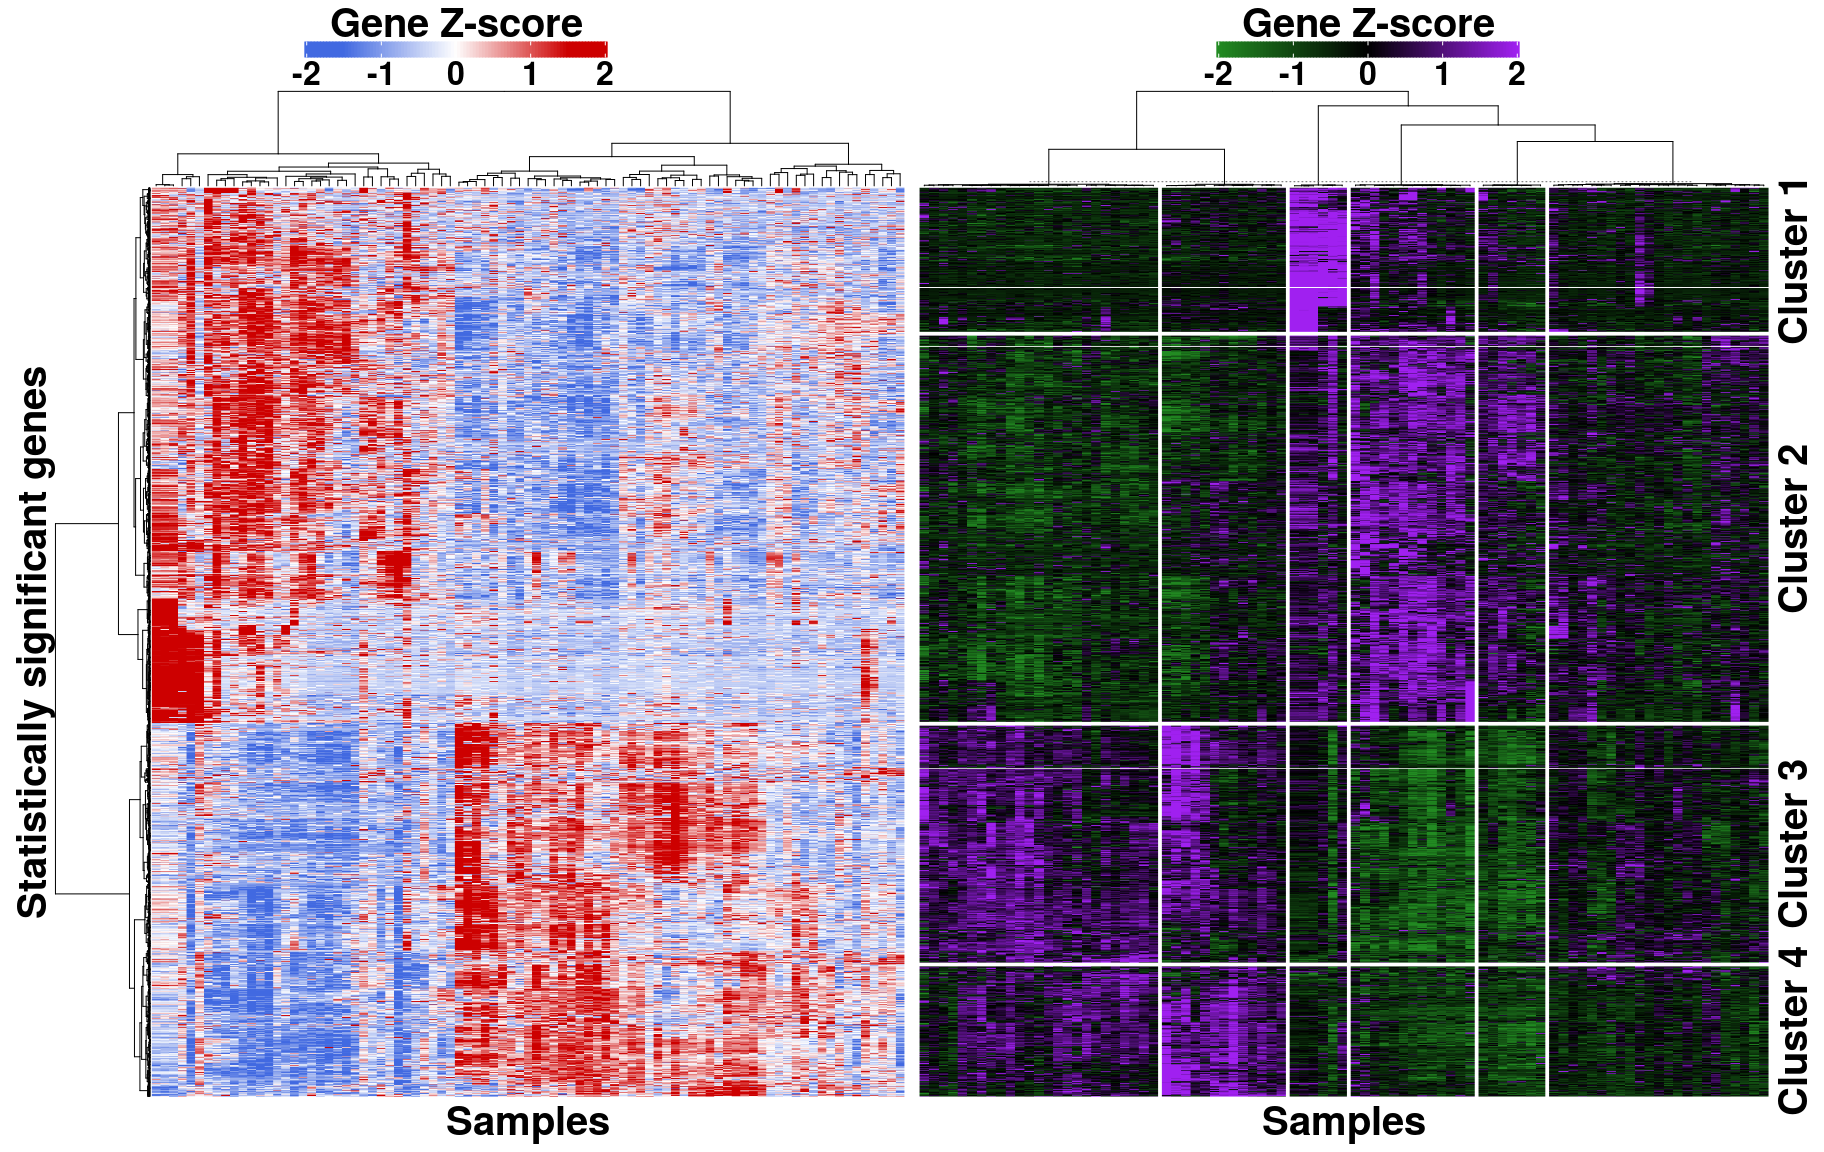 Gene Z-score
-2 -1 0 1 2
Statistically significant genes
Samples
Gene Z-score
-2 -1 0 1 2
Cluster 1
Cluster 2
Cluster 3
Cluster 4
Samples